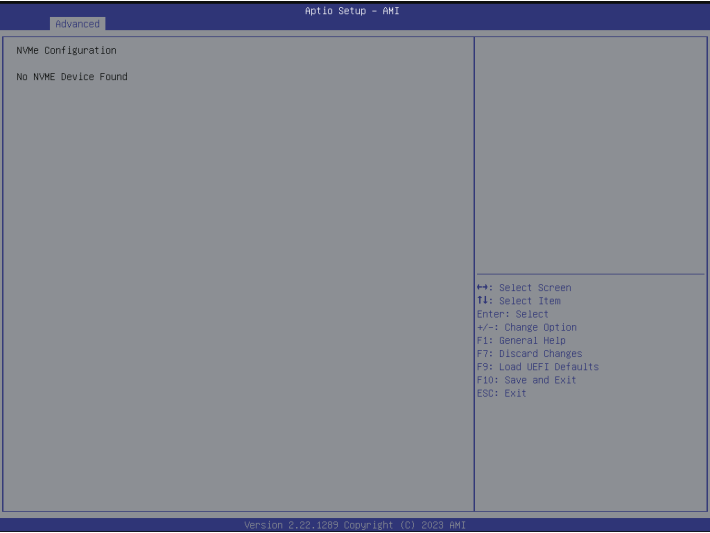 Aptio Setup – AMI
Advanced
NVMe Configuration
No NVME Device Found
↔: Select Screen
↑↓: Select Item
Enter: Select
+/-: Change Option
F1: General Help
F7: Discard Changes
F9: Load UEFI Defaults
F10: Save and Exit
ESC: Exit
Version 2.22.1289 Copyright (C) 2023 AMI